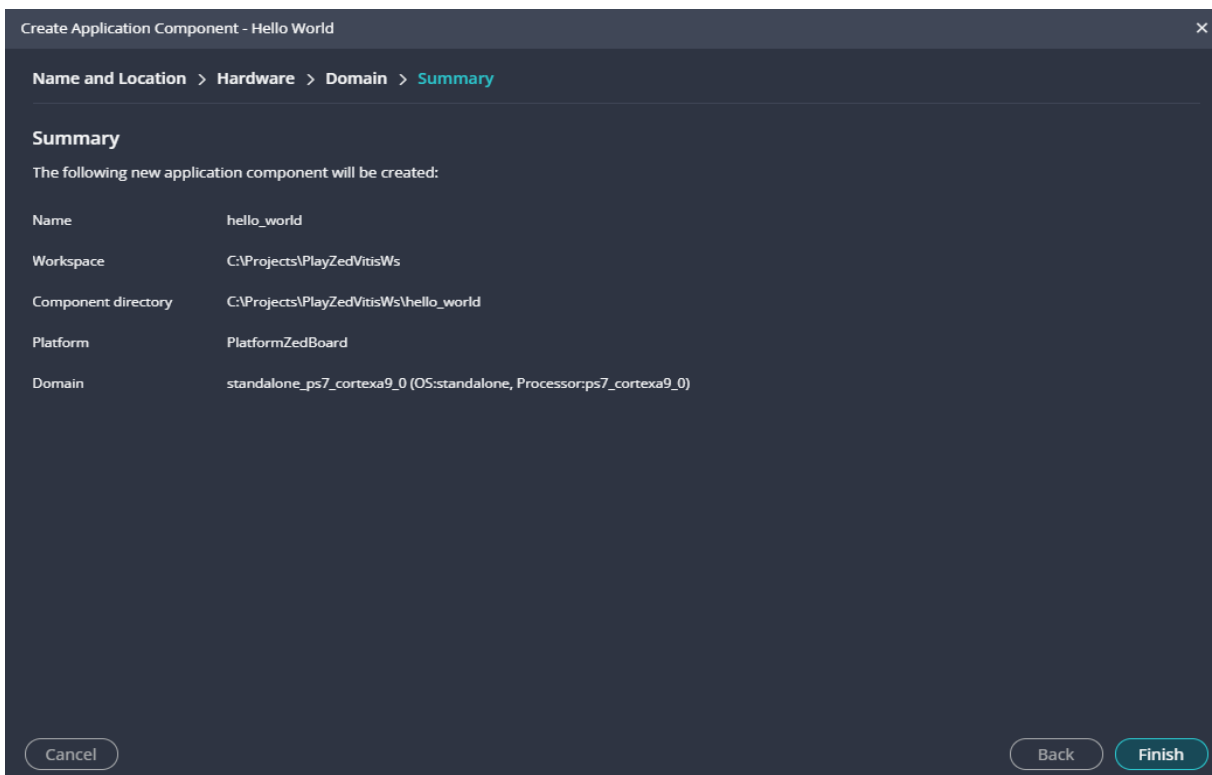 Create Application Component - Hello World ×
Name and Location > Hardware > Domain > Summary
Summary
The following new application component will be created:
Name hello_world
Workspace C:\Projects\PlayZedVitisWs
Component directory C:\Projects\PlayZedVitisWs\hello_world
Platform PlatformZedBoard
Domain standalone_ps7_cortexa9_0 (OS:standalone, Processor:ps7_cortexa9_0)
Cancel Back Finish